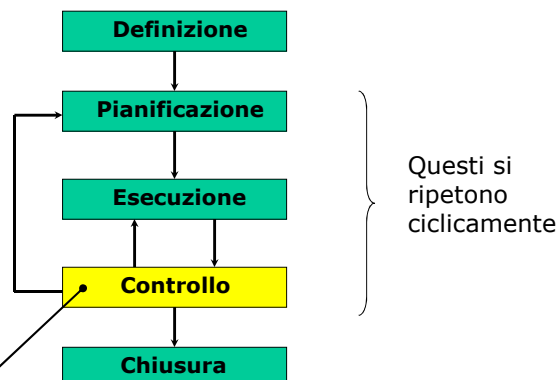 Definizione
Pianificazione
Esecuzione
Controllo
Chiusura
Questi si
ripetono
ciclicamente